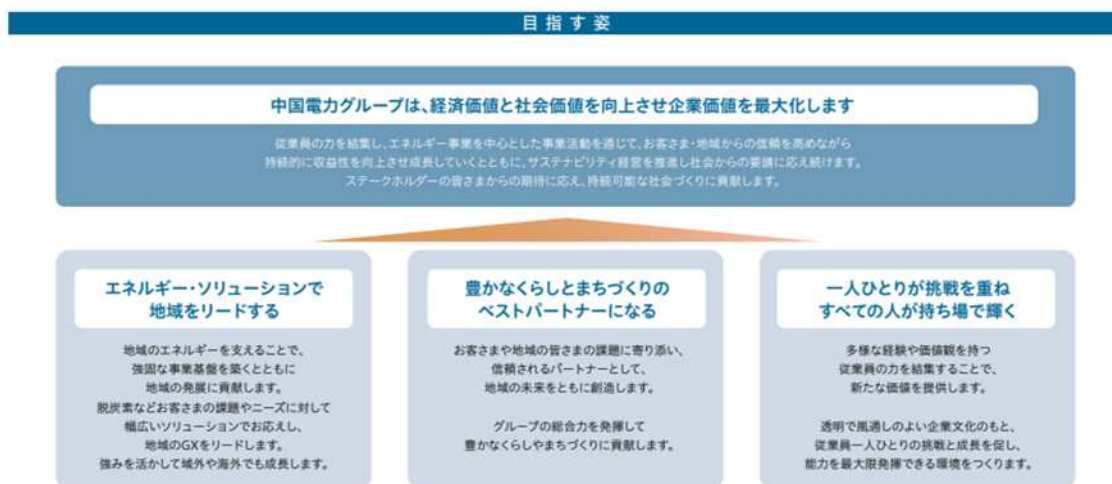 目指す姿
中国電力グループは、経済価値と社会価値を向上させ企業価値を最大化します
従業員の力を結集し、エネルギー事業を中心とした事業活動を通じて、お客さま・地域からの信頼を高めながら
持続的に収益性を向上させ成長していくとともに、サステナビリティ経営を推進し社会からの要請に応え続けます。
ステークホルダーの皆さまからの期待に応え、持続可能な社会づくりに貢献します。
エネルギー・ソリューションで
地域をリードする
地域のエネルギーを支えることで、
強固な事業基盤を築くとともに
地域の発展に貢献します。
脱炭素などお客さまの課題やニーズに対して
幅広いソリューションでお応えし、
地域のGXをリードします。
強みを活かして域外や海外でも成長します。
豊かなくらしとまちづくりの
ベストパートナーになる
お客さまや地域の皆さまの課題に寄り添い、
信頼されるパートナーとして、
地域の未来をともに創造します。
グループの総合力を発揮して
豊かなくらしやまちづくりに貢献します。
一人ひとりが挑戦を重ね
すべての人が持ち場で輝く
多様な経験や価値観を持つ
従業員の力を結集することで、
新たな価値を提供します。
透明で風通しのよい企業文化のもと、
従業員一人ひとりの挑戦と成長を促し、
能力を最大限発揮できる環境をつくります。